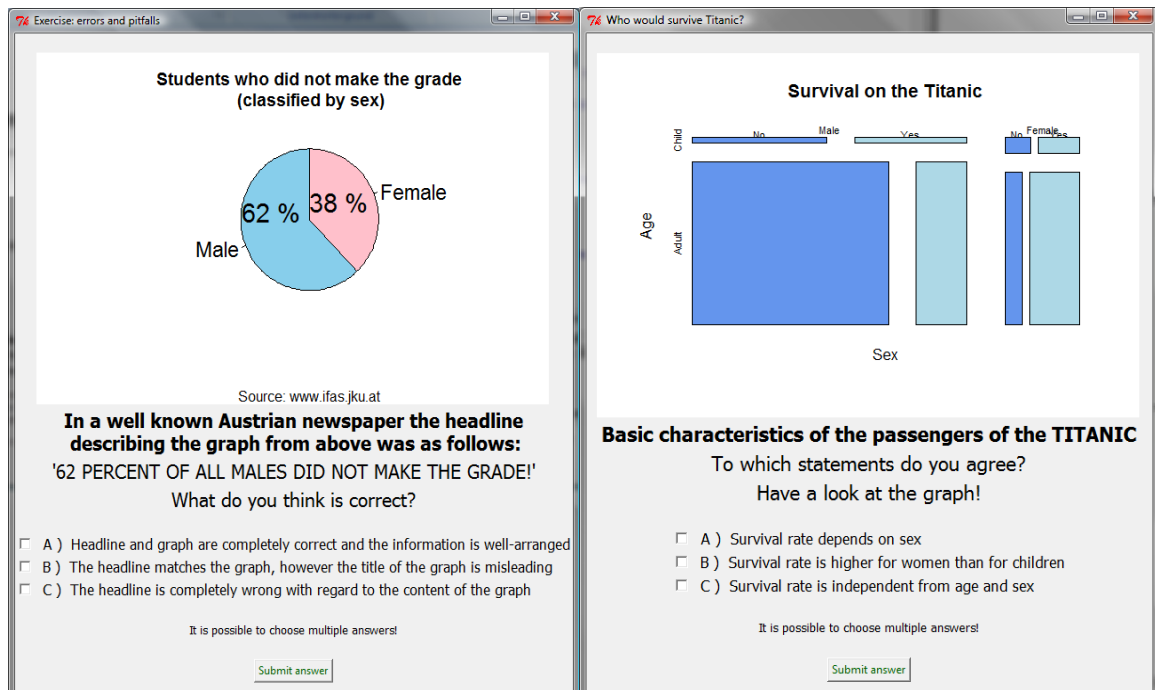 Exercise: errors and pitfalls
Students who did not make the grade
(classified by sex)
62 %
38 %
Female
Male
Source: www.ifas.jku.at
In a well known Austrian newspaper the headline
describing the graph from above was as follows:
'62 PERCENT OF ALL MALES DID NOT MAKE THE GRADE!'
What do you think is correct?
A ) Headline and graph are completely correct and the information is well-arranged
B ) The headline matches the graph, however the title of the graph is misleading
C ) The headline is completely wrong with regard to the content of the graph
It is possible to choose multiple answers!
Submit answer
Who would survive Titanic?
Survival on the Titanic
Male
Female
No
Yes
No
Yes
Child
Age
Adult
Sex
Basic characteristics of the passengers of the TITANIC
To which statements do you agree?
Have a look at the graph!
A ) Survival rate depends on sex
B ) Survival rate is higher for women than for children
C ) Survival rate is independent from age and sex
It is possible to choose multiple answers!
Submit answer